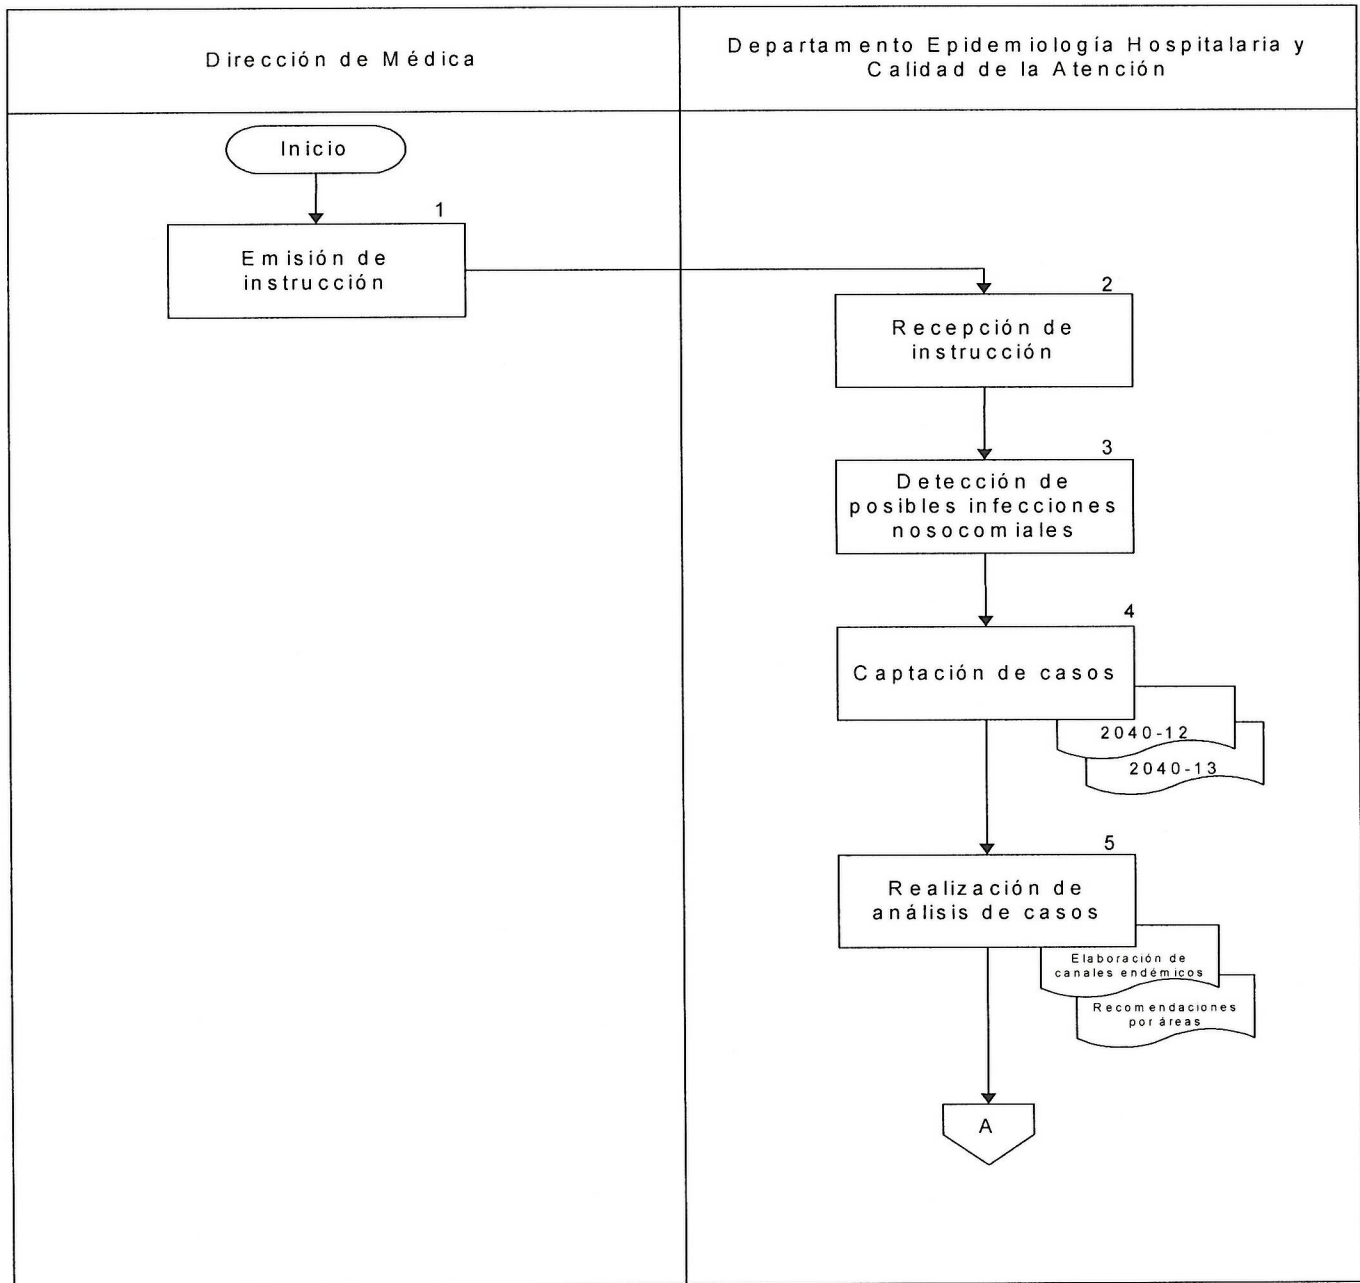 Dirección de Médica
Departamento Epidemiología Hospitalaria y
Calidad de la Atención
Inicio
1
Emisión de
instrucción
2
Recepción de
instrucción
3
Detección de
posibles infecciones
nosocomiales
4
Captación de casos
2040-12
2040-13
5
Realización de
análisis de casos
Elaboración de
canales endémicos
Recomendaciones
por áreas
A